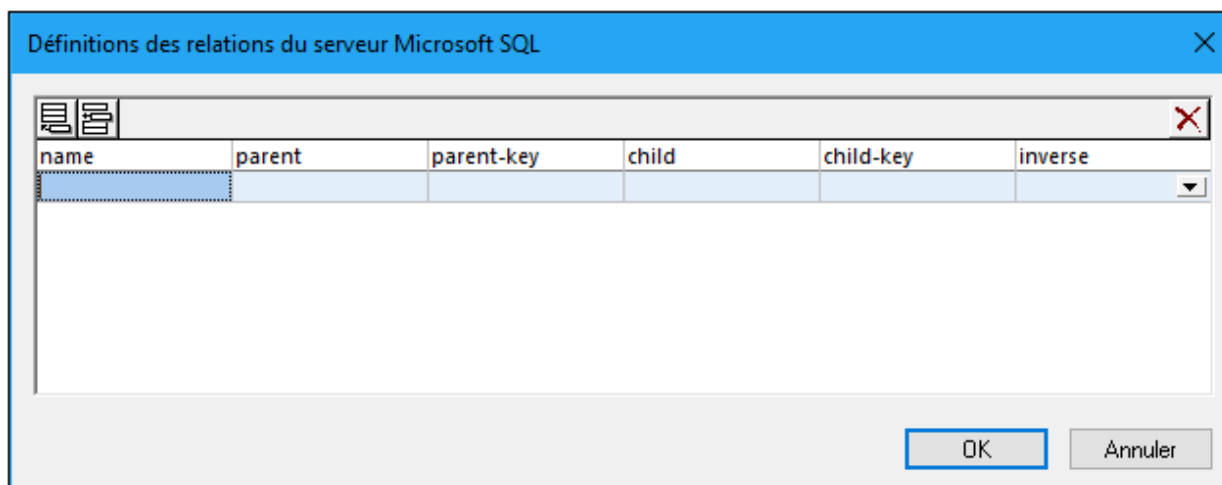 Définitions des relations du serveur Microsoft SQL
name parent parent-key child child-key inverse
OK Annuler